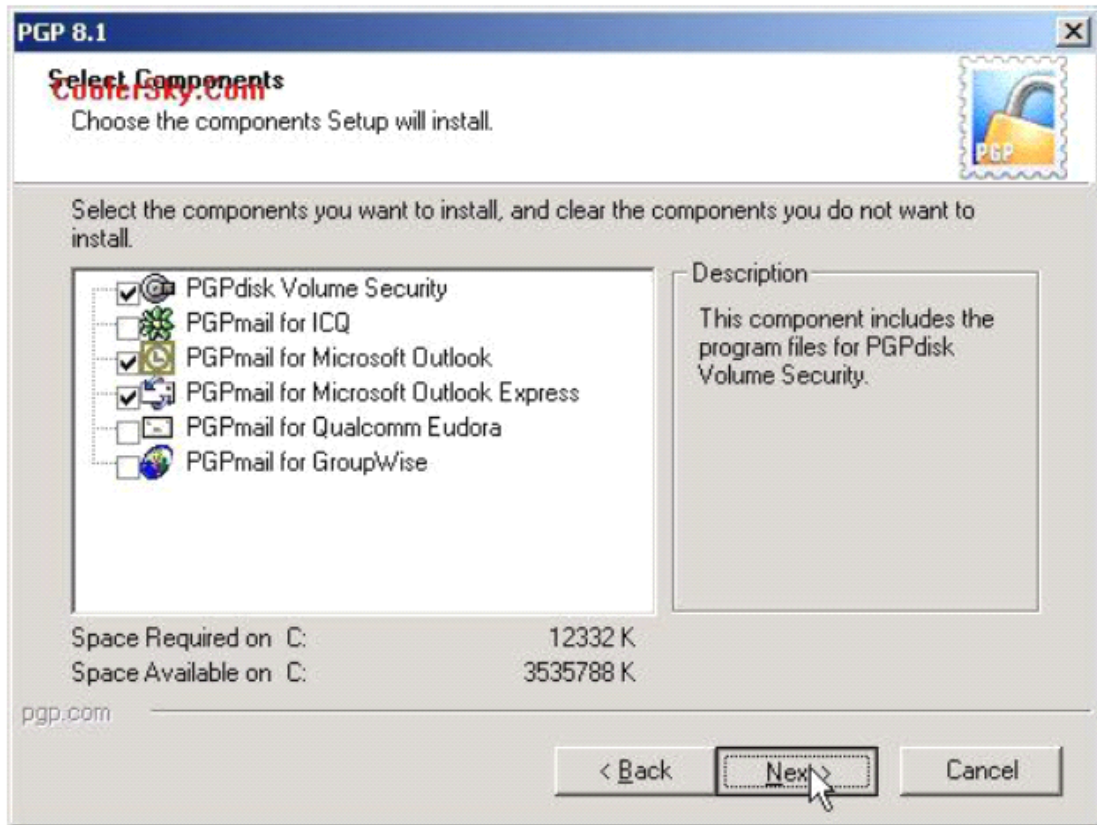 PGP 8.1
Select Components
CoolerSky.Com
Choose the components Setup will install.
PGP
Select the components you want to install, and clear the components you do not want to
install.
PGPdisk Volume Security
PGPmail for ICQ
PGPmail for Microsoft Outlook
PGPmail for Microsoft Outlook Express
PGPmail for Qualcomm Eudora
PGPmail for GroupWise
Description
This component includes the
program files for PGPdisk
Volume Security.
Space Required on C: 12332 K
Space Available on C: 3535788 K
pgp.com
< Back
Next >
Cancel